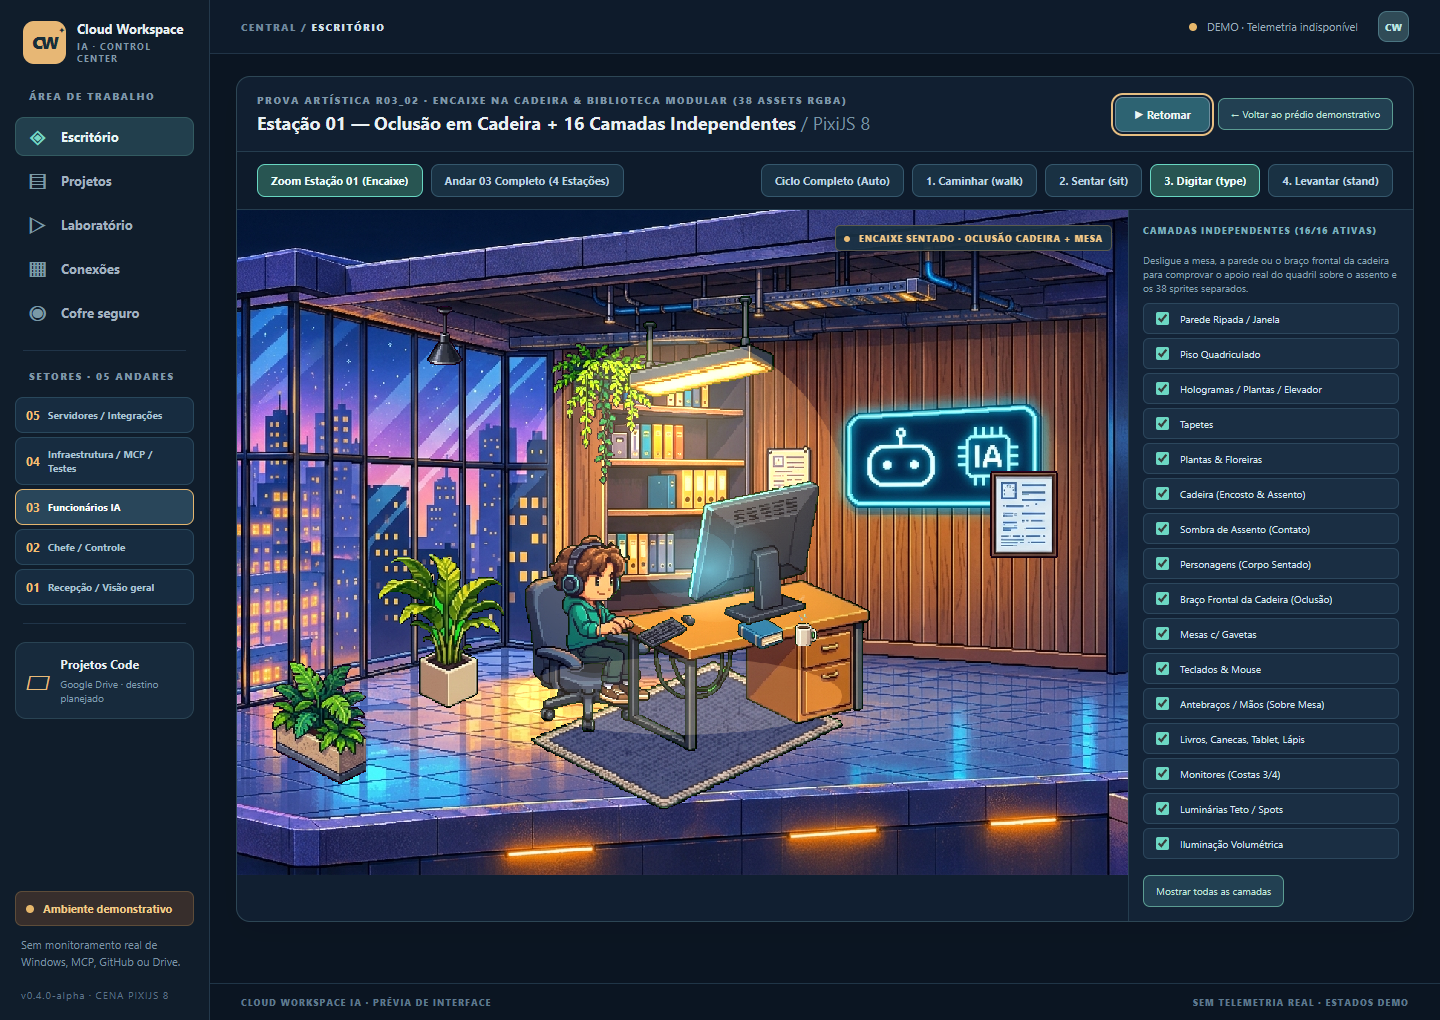 CW
Cloud Workspace
IA · CONTROL
CENTER
ÁREA DE TRABALHO
Escritório
Projetos
Laboratório
Conexões
Cofre seguro
SETORES · 05 ANDARES
05 Servidores / Integrações
04 Infraestrutura / MCP /
Testes
03 Funcionários IA
02 Chefe / Controle
01 Recepção / Visão geral
Projetos Code
Google Drive · destino
planejado
Ambiente demonstrativo
Sem monitoramento real de
Windows, MCP, GitHub ou Drive.
v0.4.0-alpha · CENA PIXIJS 8
CENTRAL / ESCRITÓRIO
DEMO · Telemetria indisponível
CW
PROVA ARTÍSTICA R03_02 · ENCAIXE NA CADEIRA & BIBLIOTECA MODULAR (38 ASSETS RGBA)
Estação 01 — Oclusão em Cadeira + 16 Camadas Independentes / PixiJS 8
▶ Retomar
← Voltar ao prédio demonstrativo
Zoom Estação 01 (Encaixe)
Andar 03 Completo (4 Estações)
Ciclo Completo (Auto)
1. Caminhar (walk)
2. Sentar (sit)
3. Digitar (type)
4. Levantar (stand)
ENCAIXE SENTADO · OCLUSÃO CADEIRA + MESA
IA
CAMADAS INDEPENDENTES (16/16 ATIVAS)
Desligue a mesa, a parede ou o braço frontal da cadeira
para comprovar o apoio real do quadril sobre o assento e
os 38 sprites separados.
Parede Ripada / Janela
Piso Quadriculado
Hologramas / Plantas / Elevador
Tapetes
Plantas & Floreiras
Cadeira (Encosto & Assento)
Sombra de Assento (Contato)
Personagens (Corpo Sentado)
Braço Frontal da Cadeira (Oclusão)
Mesas c/ Gavetas
Teclados & Mouse
Antebraços / Mãos (Sobre Mesa)
Livros, Canecas, Tablet, Lápis
Monitores (Costas 3/4)
Luminárias Teto / Spots
Iluminação Volumétrica
Mostrar todas as camadas
CLOUD WORKSPACE IA · PRÉVIA DE INTERFACE
SEM TELEMETRIA REAL · ESTADOS DEMO